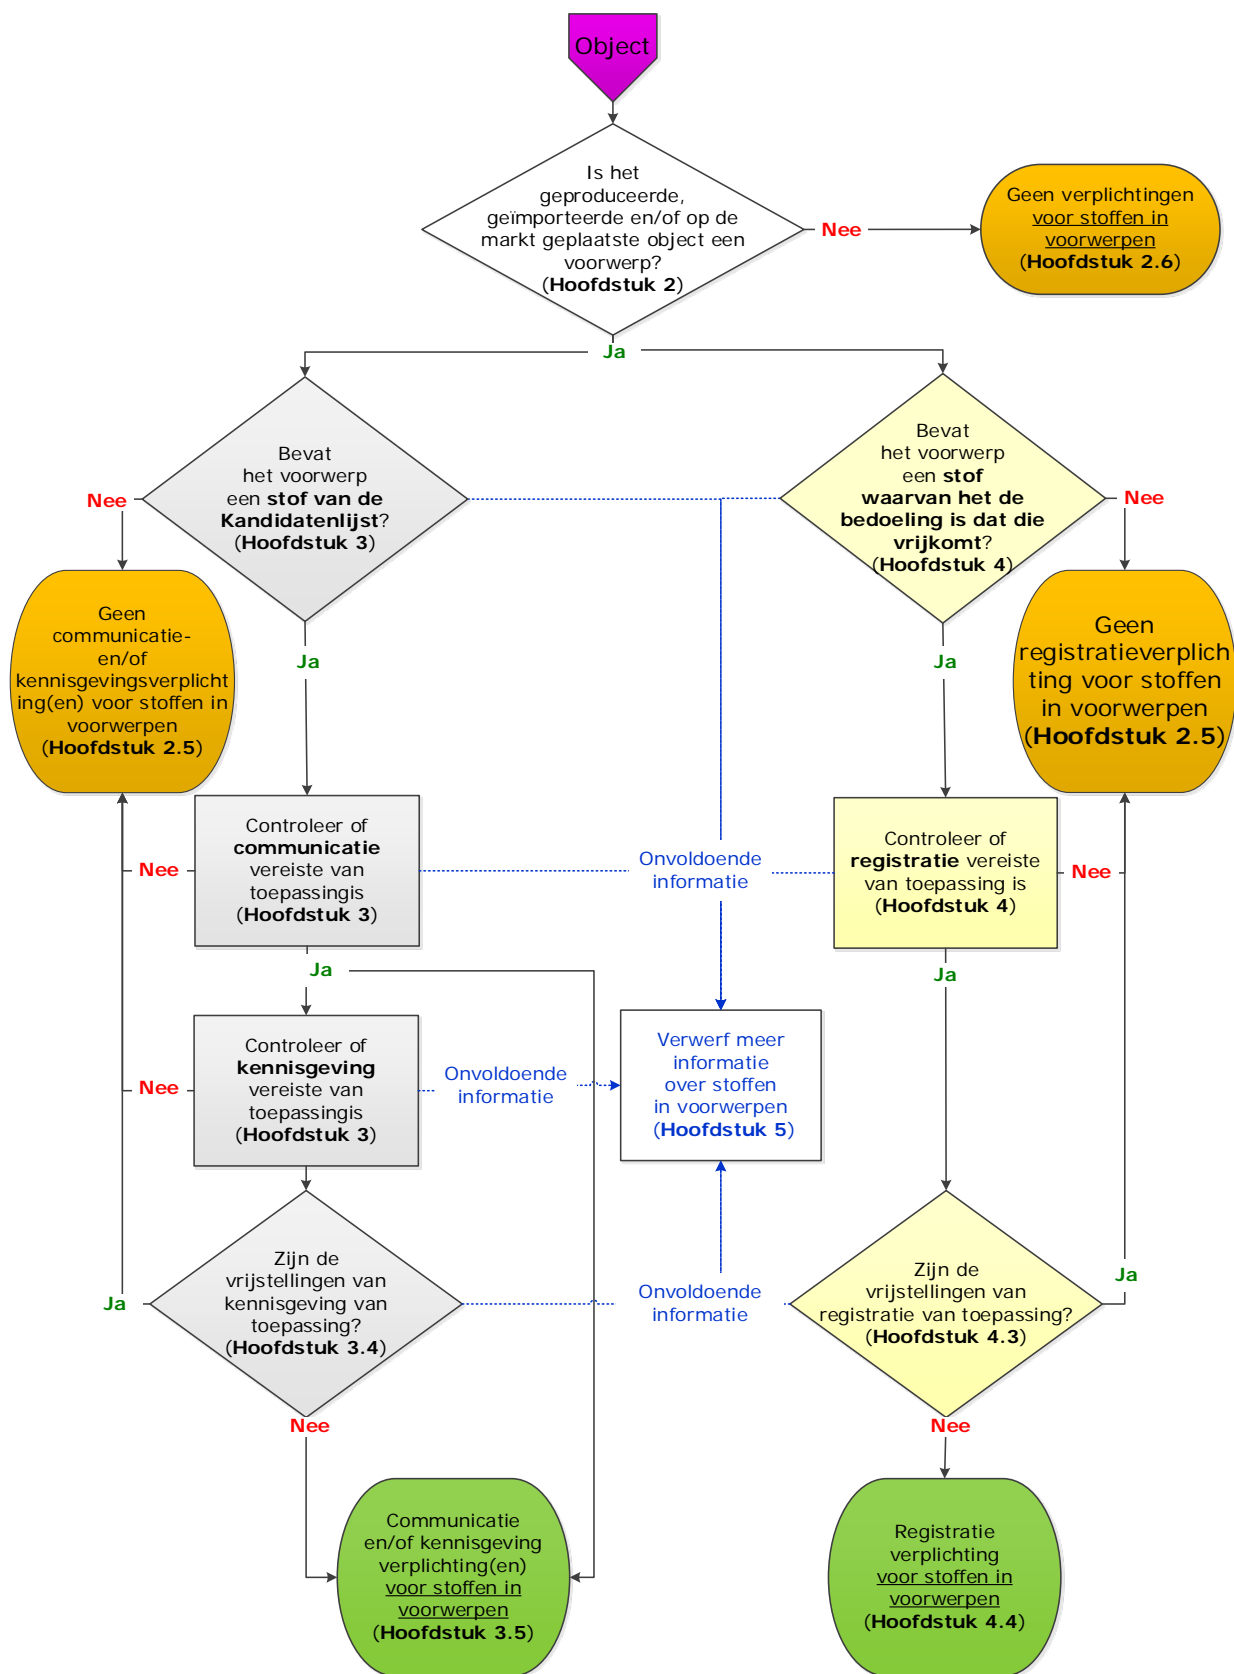 Object
Is het
geproduceerde,
geïmporteerde en/of op de
markt geplaatste object een
voorwerp?
(Hoofdstuk 2)
Nee
Geen verplichtingen
voor stoffen in
voorwerpen
(Hoofdstuk 2.6)
Ja
Bevat
het voorwerp
een stof van de
Kandidatenlijst?
(Hoofdstuk 3)
Bevat
het voorwerp
een stof
waarvan het de
bedoeling is dat die
vrijkomt?
(Hoofdstuk 4)
Nee
Nee
Geen
communicatie-
en/of
kennisgevingsverplicht
ing(en) voor stoffen in
voorwerpen
(Hoofdstuk 2.5)
Ja
Ja
Geen
registratieverplich
ting voor stoffen
in voorwerpen
(Hoofdstuk 2.5)
Nee
Controleer of
communicatie
vereiste van
toepassingis
(Hoofdstuk 3)
Onvoldoende
informatie
Controleer of
registratie vereiste
van toepassing is
(Hoofdstuk 4)
Nee
Ja
Ja
Nee
Controleer of
kennisgeving
vereiste van
toepassingis
(Hoofdstuk 3)
Onvoldoende
informatie
Verwerf meer
informatie
over stoffen
in voorwerpen
(Hoofdstuk 5)
Ja
Zijn de
vrijstellingen van
kennisgeving van
toepassing?
(Hoofdstuk 3.4)
Onvoldoende
informatie
Zijn de
vrijstellingen van
registratie van toepassing?
(Hoofdstuk 4.3)
Ja
Nee
Nee
Communicatie
en/of kennisgeving
verplichting(en)
voor stoffen in
voorwerpen
(Hoofdstuk 3.5)
Registratie
verplichting
voor stoffen in
voorwerpen
(Hoofdstuk 4.4)